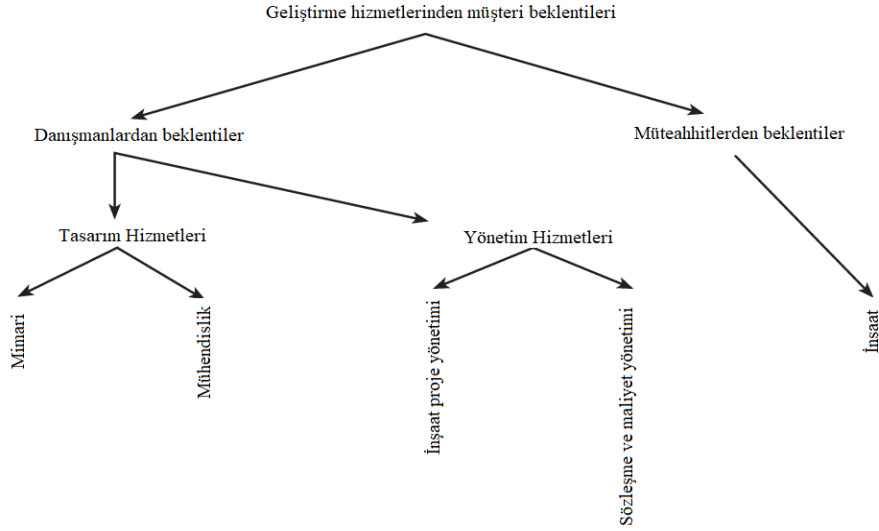 Geliştirme hizmetlerinden müşteri beklentileri
Danışmanlardan beklentiler
Müteahhitlerden beklentiler
Tasarım Hizmetleri
Yönetim Hizmetleri
Mimari
Mühendislik
İnşaat proje yönetimi
Sözleşme ve maliyet yönetimi
İnşaat